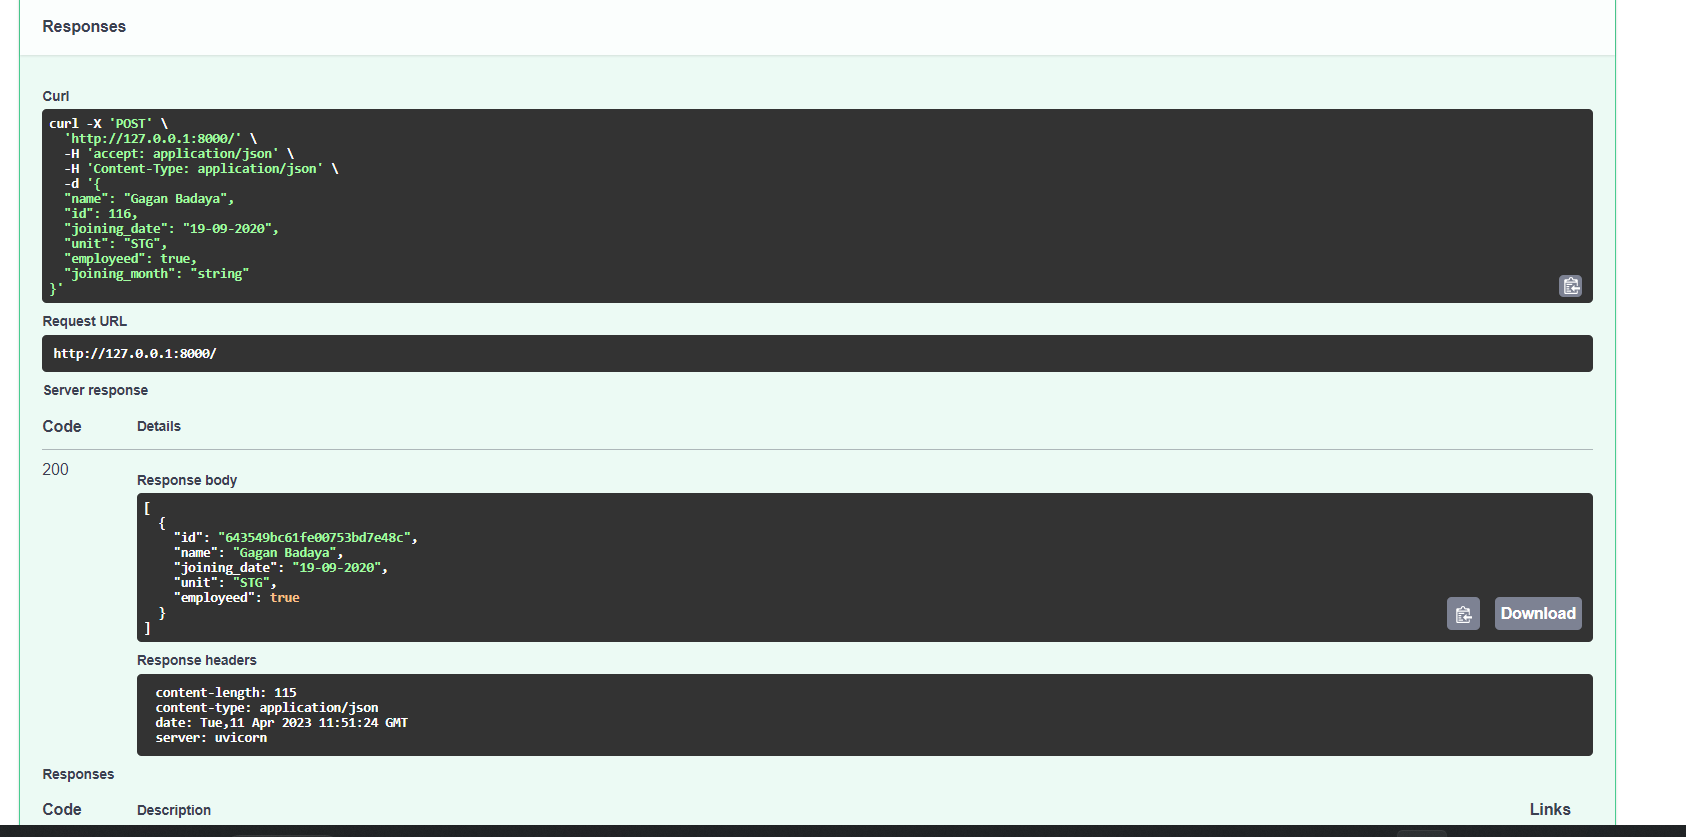 Responses
Curl
curl -X 'POST' \
'http://127.0.0.1:8000/' \
-H 'accept: application/json' \
-H 'Content-Type: application/json' \
-d '{
"name": "Gagan Badaya",
"id": 116,
"joining_date": "19-09-2020",
"unit": "STG",
"employeed": true,
"joining_month": "string"
}'
Request URL
http://127.0.0.1:8000/
Server response
Code Details
200
Response body
[
{
"id": "643549bc61fe00753bd7e48c",
"name": "Gagan Badaya",
"joining_date": "19-09-2020",
"unit": "STG",
"employeed": true
}
]
Download
Response headers
content-length: 115
content-type: application/json
date: Tue,11 Apr 2023 11:51:24 GMT
server: uvicorn
Responses
Code Description Links